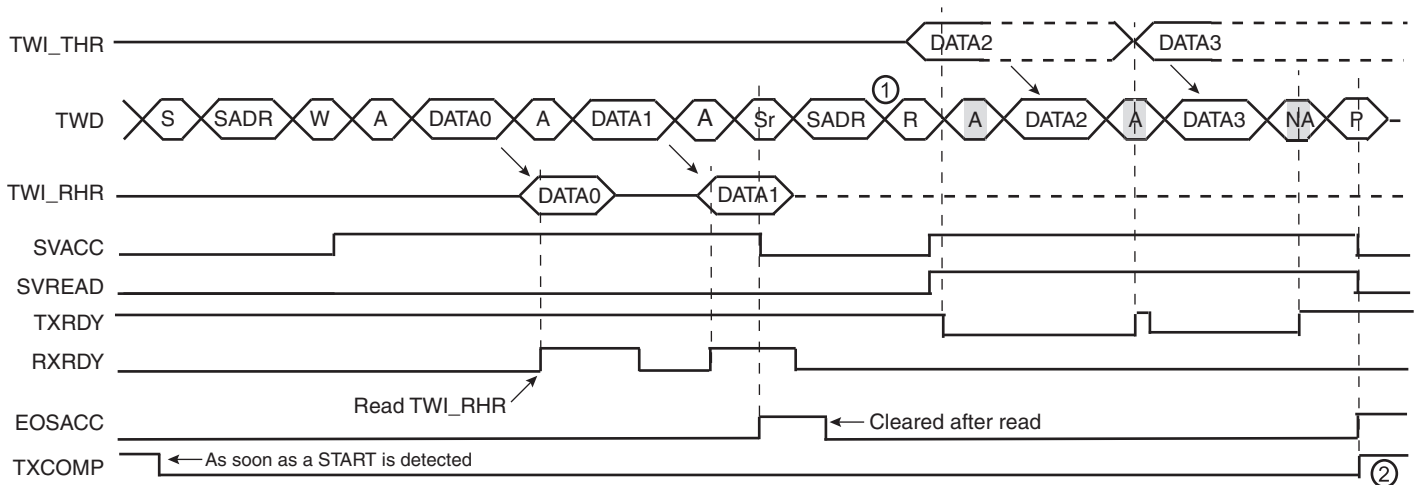 TWI_THR DATA2 DATA3
①
TWD S SADR W A DATA0 A DATA1 A Sr SADR R A DATA2 A DATA3 NA P
TWI_RHR DATA0 DATA1
SVACC
SVREAD
TXRDY
RXRDY
Read TWI_RHR
EOSACC Cleared after read
TXCOMP As soon as a START is detected ②